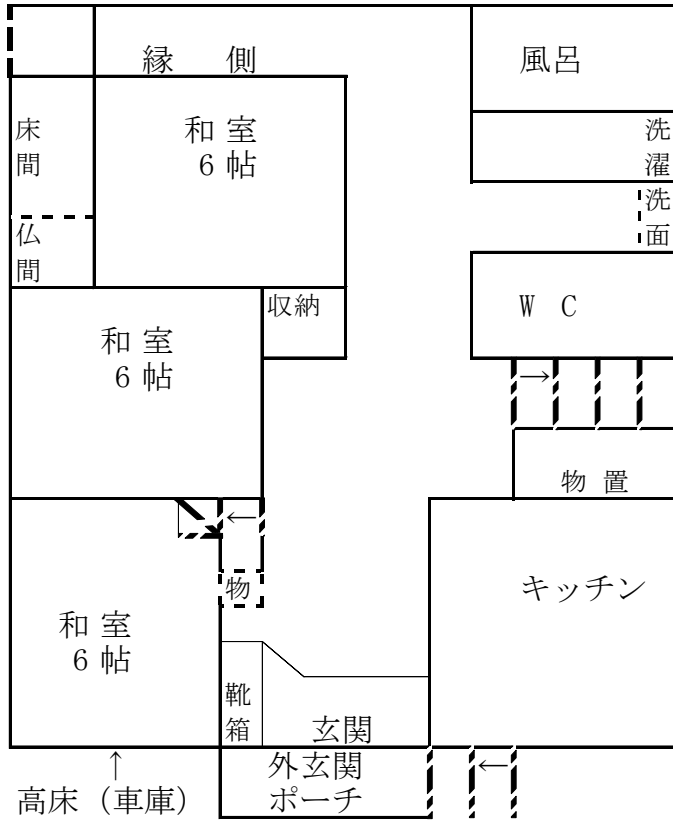 縁 側
風呂
床間
和室
6帖
洗濯
洗面
仏間
収納
W C
和室
6帖
→
物 置
←
物
キッチン
和室
6帖
靴箱
玄関
↑
高床（車庫）
外玄関
ポーチ
←